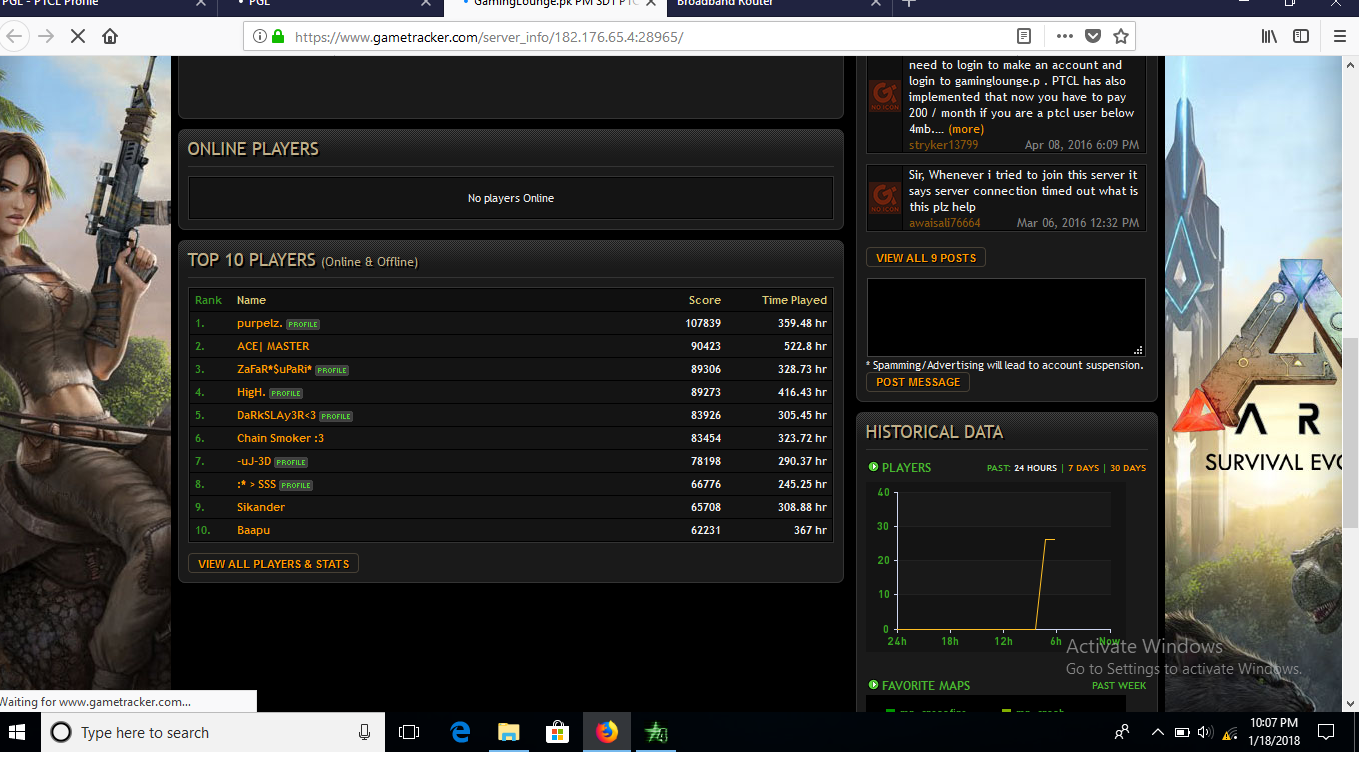 PGL - PTCL Profile
PGL
GamingLounge.pk PM 3D1 PTC
Broadband Router
https://www.gametracker.com/server_info/182.176.65.4:28965/
ONLINE PLAYERS
No players Online
TOP 10 PLAYERS (Online & Offline)
Rank Name Score Time Played
1. purpelz. PROFILE 107839 359.48 hr
2. ACE| MASTER 90423 522.8 hr
3. ZaFaR*$uPaRi* PROFILE 89306 328.73 hr
4. HigH. PROFILE 89273 416.43 hr
5. DaRkSLAy3R<3 PROFILE 83926 305.45 hr
6. Chain Smoker :3 83454 323.72 hr
7. -uJ-3D PROFILE 78198 290.37 hr
8. :* > SSS PROFILE 66776 245.25 hr
9. Sikander 65708 308.88 hr
10. Baapu 62231 367 hr
VIEW ALL PLAYERS & STATS
need to login to make an account and
login to gaminglounge.p . PTCL has also
implemented that now you have to pay
200 / month if you are a ptcl user below
4mb.... (more)
stryker13799 Apr 08, 2016 6:09 PM
NO ICON
Sir, Whenever i tried to join this server it
says server connection timed out what is
this plz help
awaisali76664 Mar 06, 2016 12:32 PM
NO ICON
VIEW ALL 9 POSTS
* Spamming/Advertising will lead to account suspension.
POST MESSAGE
HISTORICAL DATA
PLAYERS PAST: 24 HOURS | 7 DAYS | 30 DAYS
40
30
20
10
0
24h 18h 12h 6h Now
FAVORITE MAPS PAST WEEK
AR
SURVIVAL EVO
Activate Windows
Go to Settings to activate Windows.
Waiting for www.gametracker.com...
Type here to search
10:07 PM
1/18/2018